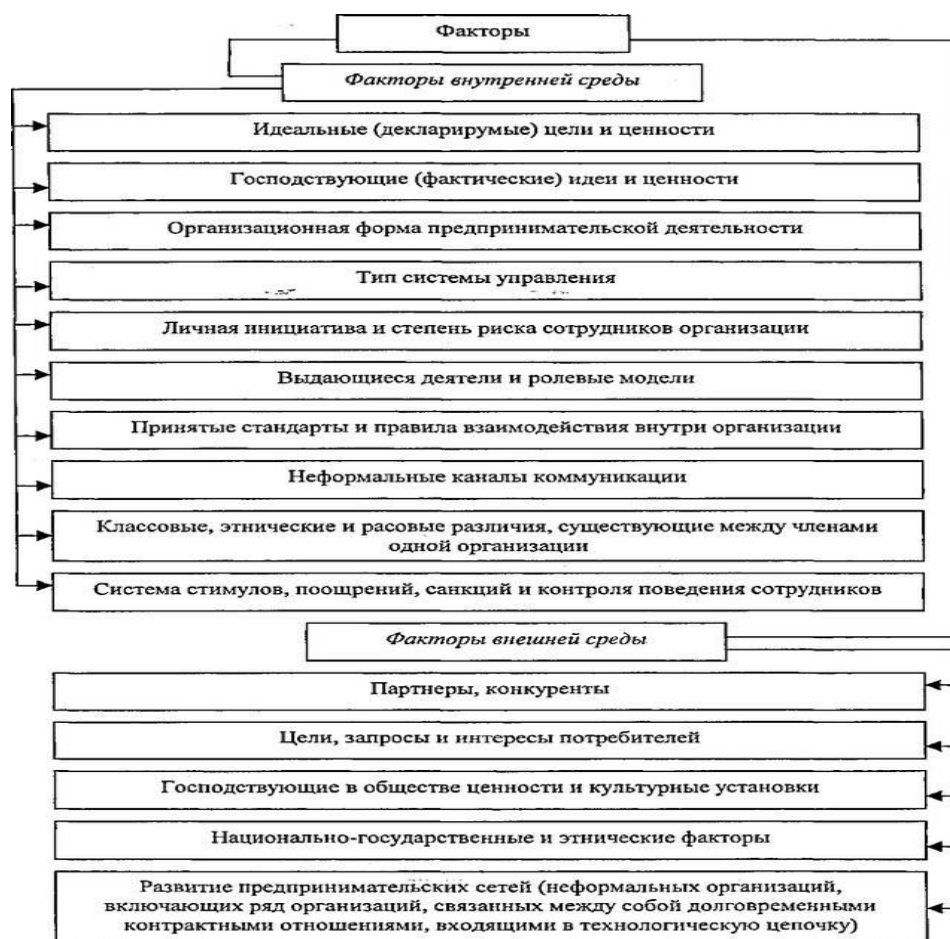 Факторы
Факторы внутренней среды
Идеальные (декларирумые) цели и ценности
Господствующие (фактические) идеи и ценности
Организационная форма предпринимательской деятельности
Тип системы управления
Личная инициатива и степень риска сотрудников организации
Выдающиеся деятели и ролевые модели
Принятые стандарты и правила взаимодействия внутри организации
Неформальные каналы коммуникации
Классовые, этнические и расовые различия, существующие между членами
одной организации
Система стимулов, поощрений, санкций и контроля поведения сотрудников
Факторы внешней среды
Партнеры, конкуренты
Цели, запросы и интересы потребителей
Господствующие в обществе ценности и культурные установки
Национально-государственные и этнические факторы
Развитие предпринимательских сетей (неформальных организаций,
включающих ряд организаций, связанных между собой долговременными
контрактными отношениями, входящими в технологическую цепочку)